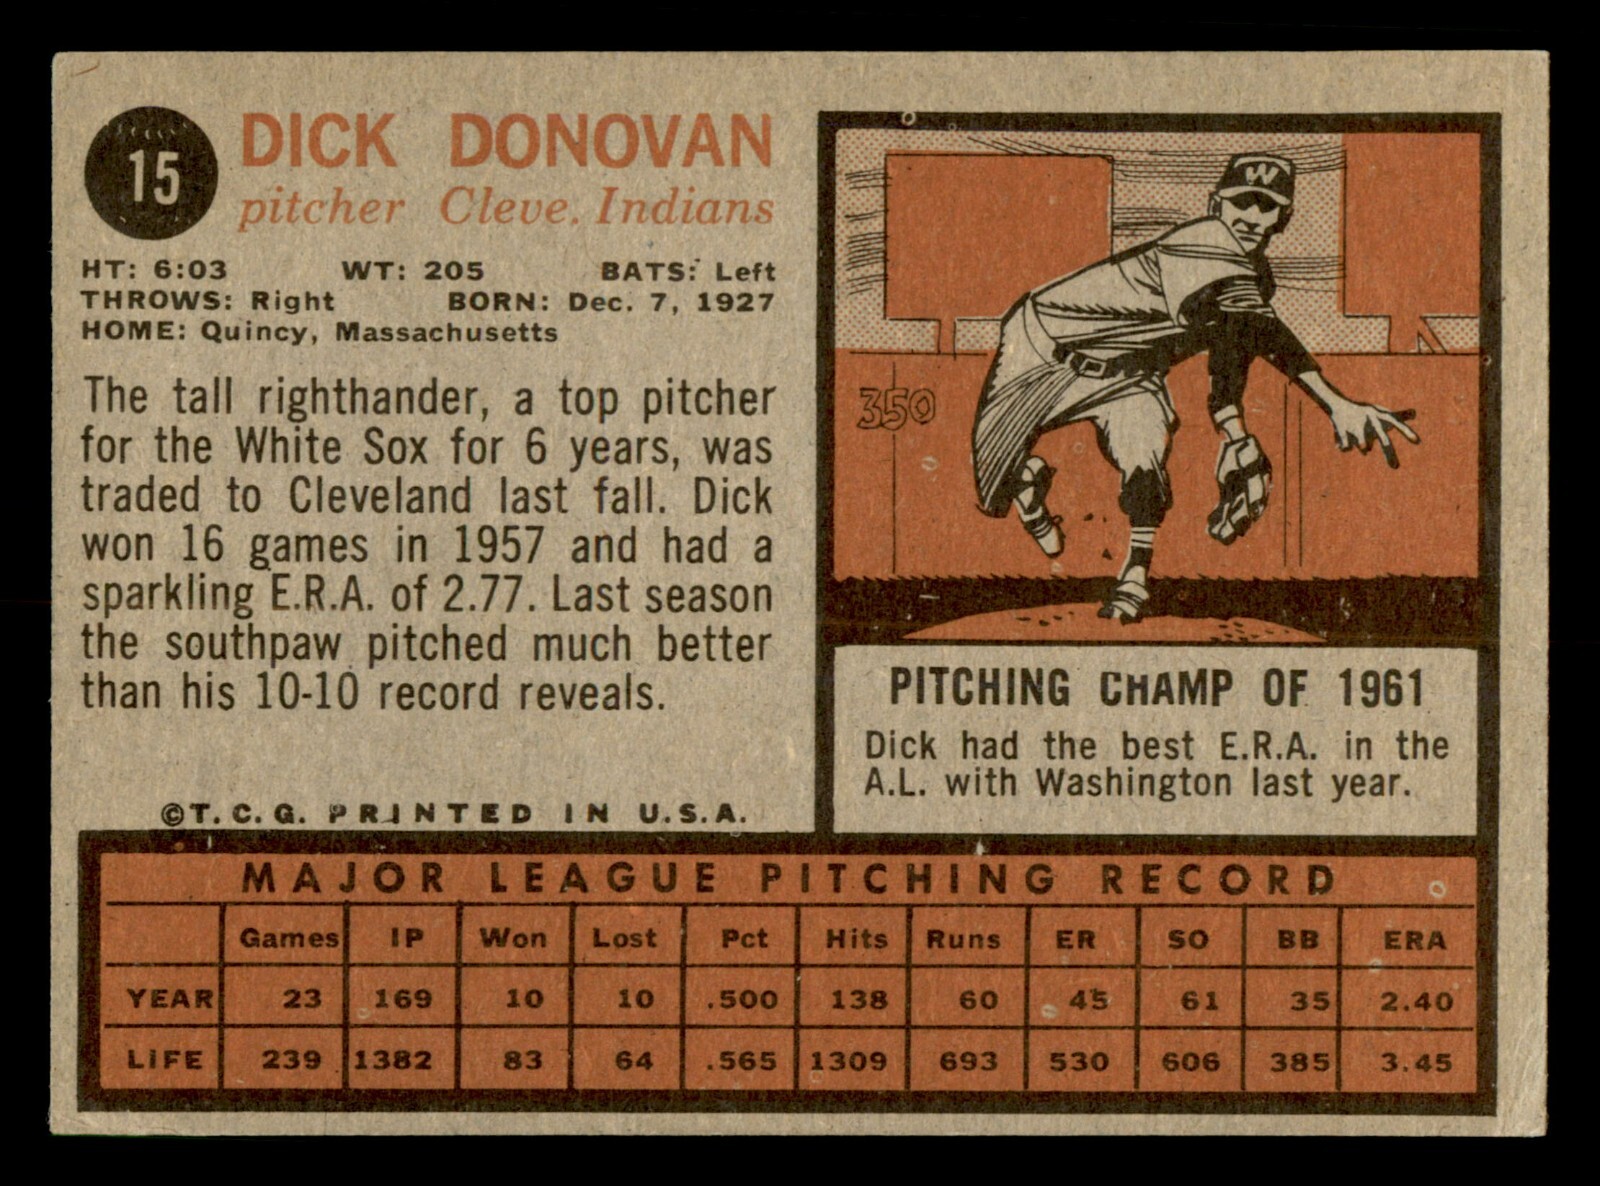 15
DICK DONOVAN
pitcher Cleve. Indians
HT: 6:03 WT: 205 BATS: Left
THROWS: Right BORN: Dec. 7, 1927
HOME: Quincy, Massachusetts
The tall righthander, a top pitcher
for the White Sox for 6 years, was
traded to Cleveland last fall. Dick
won 16 games in 1957 and had a
sparkling E.R.A. of 2.77. Last season
the southpaw pitched much better
than his 10-10 record reveals.
©T.C.G. PRINTED IN U.S.A.
W
350
PITCHING CHAMP OF 1961
Dick had the best E.R.A. in the
A.L. with Washington last year.
MAJOR LEAGUE PITCHING RECORD
Games IP Won Lost Pct Hits Runs ER SO BB ERA
YEAR 23 169 10 10 .500 138 60 45 61 35 2.40
LIFE 239 1382 83 64 .565 1309 693 530 606 385 3.45